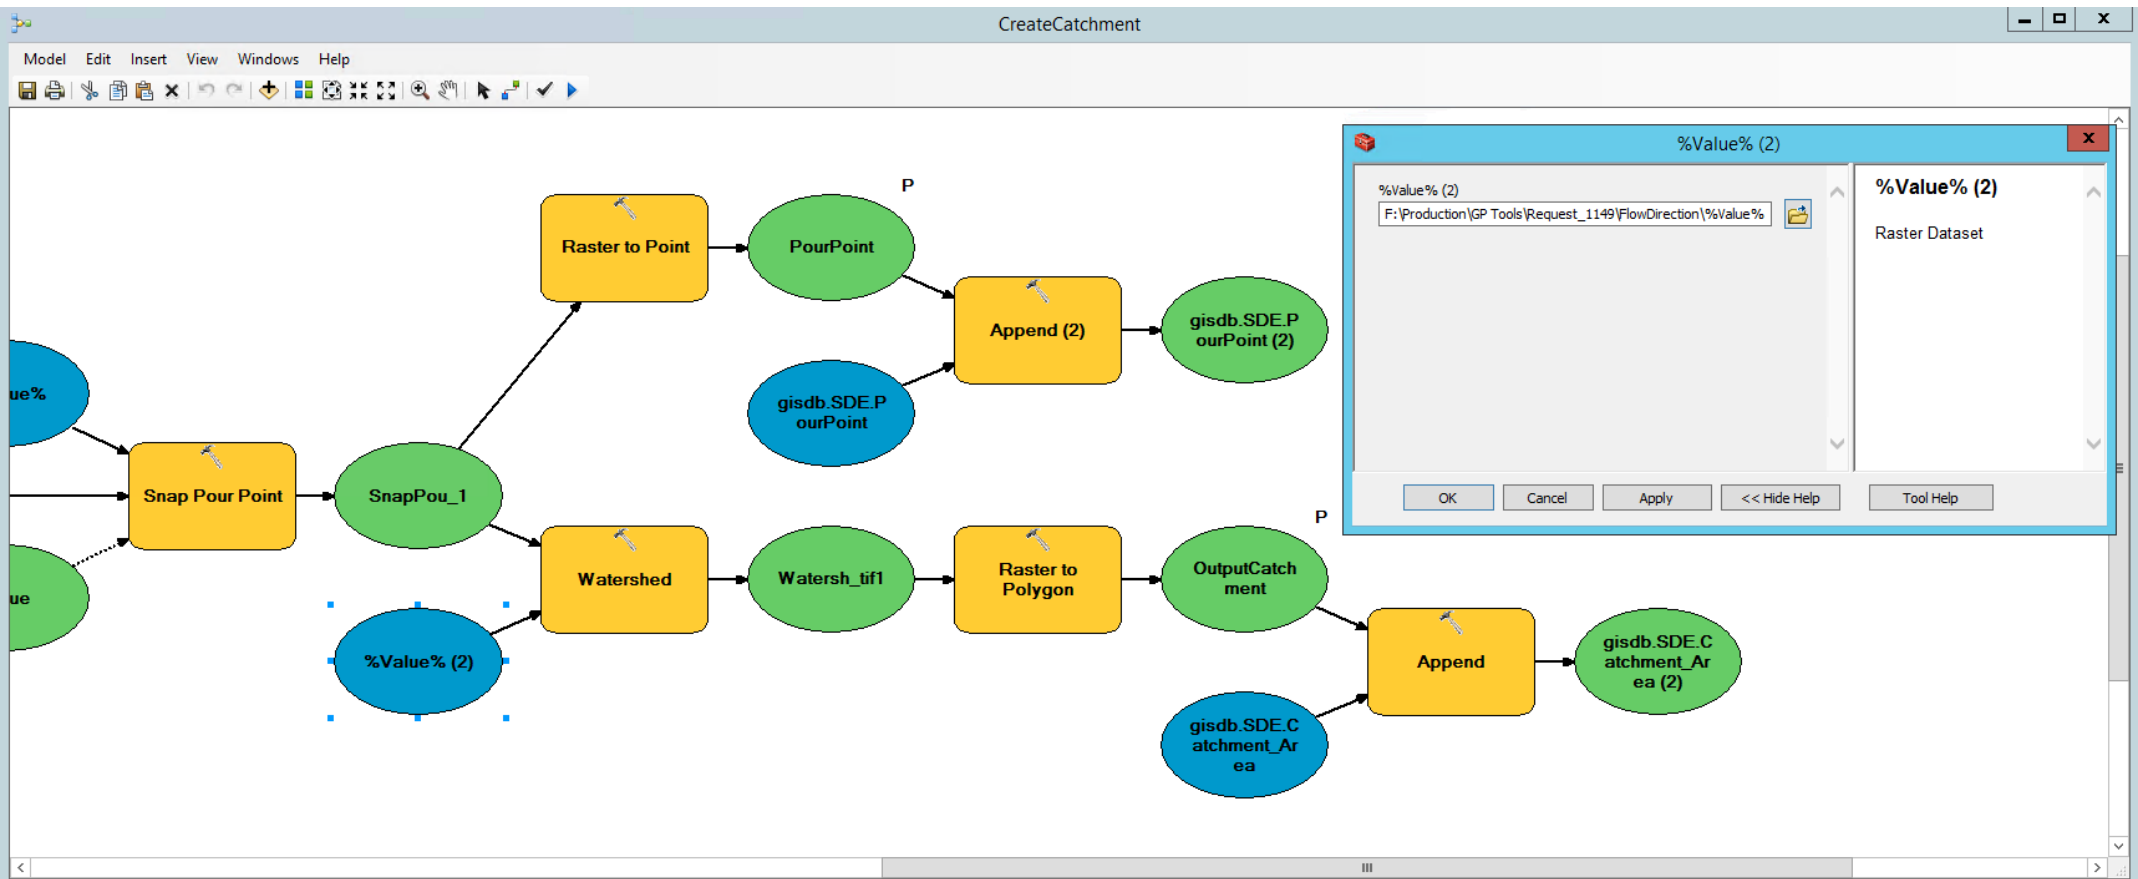 CreateCatchment
Model Edit Insert View Windows Help
%Value% (2)
%Value% (2)
F:\Production\GP Tools\Request_1149\FlowDirection\%Value%
%Value% (2)
Raster Dataset
OK Cancel Apply << Hide Help Tool Help
P
Raster to Point
PourPoint
Append (2)
gisdb.SDE.P
ourPoint (2)
gisdb.SDE.P
ourPoint
ue%
Snap Pour Point
SnapPou_1
ue
P
Watershed
Watersh_tif1
Raster to
Polygon
OutputCatch
ment
%Value% (2)
Append
gisdb.SDE.C
atchment_Ar
ea (2)
gisdb.SDE.C
atchment_Ar
ea